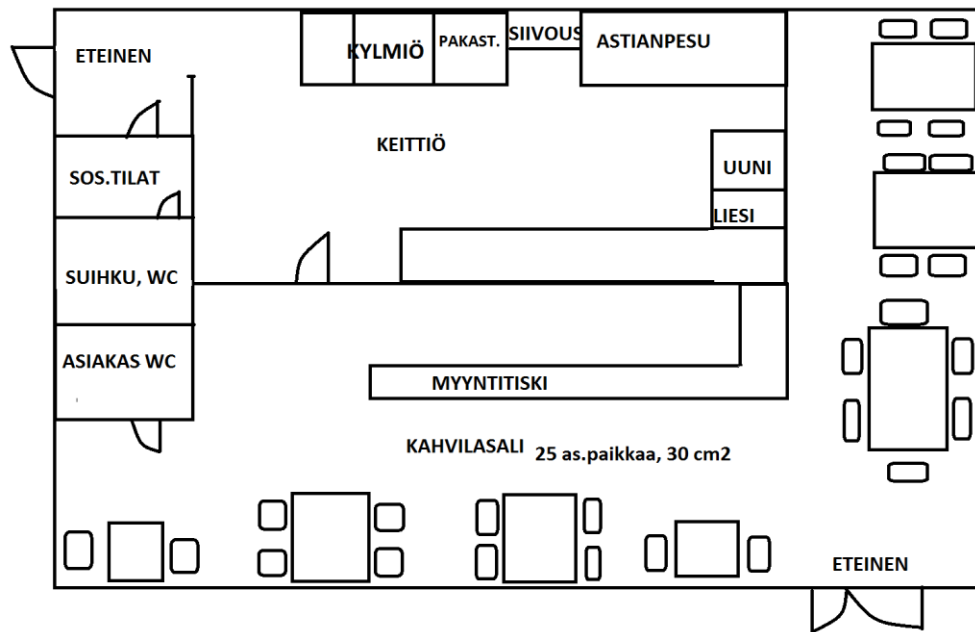 ETEINEN
KYLMIÖ
PAKAST.
SIIVOUS
ASTIANPESU
KEITTIÖ
UUNI
SOS.TILAT
LIESI
SUIHKU, WC
ASIAKAS WC
MYYNTITISKI
KAHVILASALI 25 as.paikkaa, 30 cm2
ETEINEN